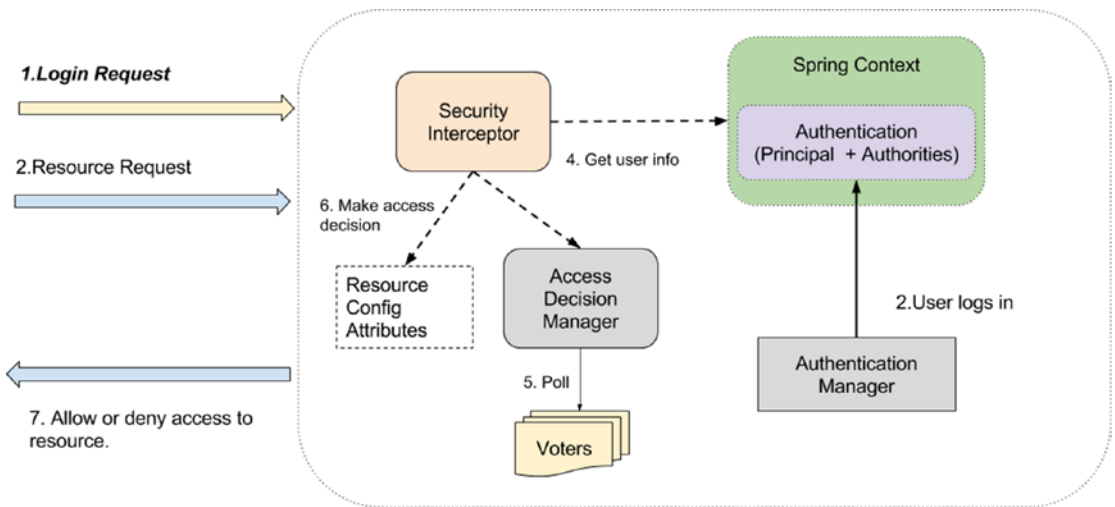 1.Login Request
2.Resource Request
7. Allow or deny access to
resource.
Security
Interceptor
4. Get user info
Spring Context
Authentication
(Principal + Authorities)
6. Make access
decision
Resource
Config
Attributes
Access
Decision
Manager
5. Poll
Voters
2.User logs in
Authentication
Manager